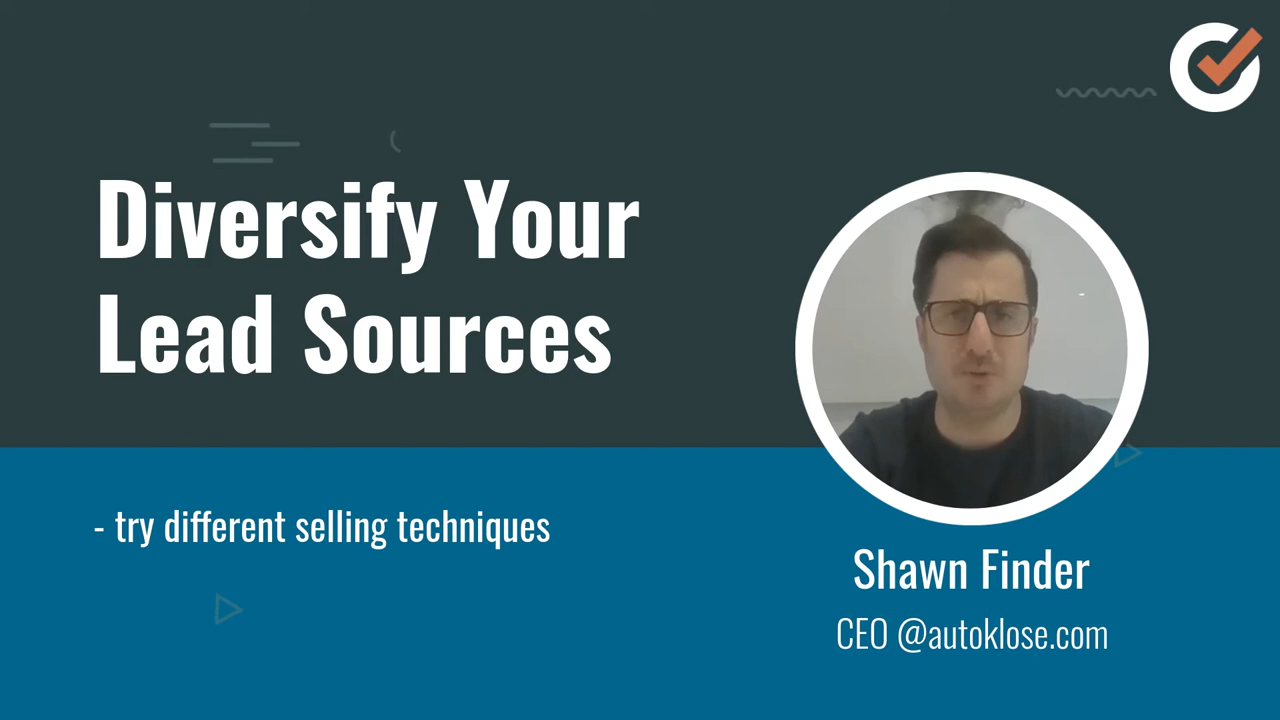 Diversify Your
Lead Sources
- try different selling techniques
Shawn Finder
CEO @autoklose.com